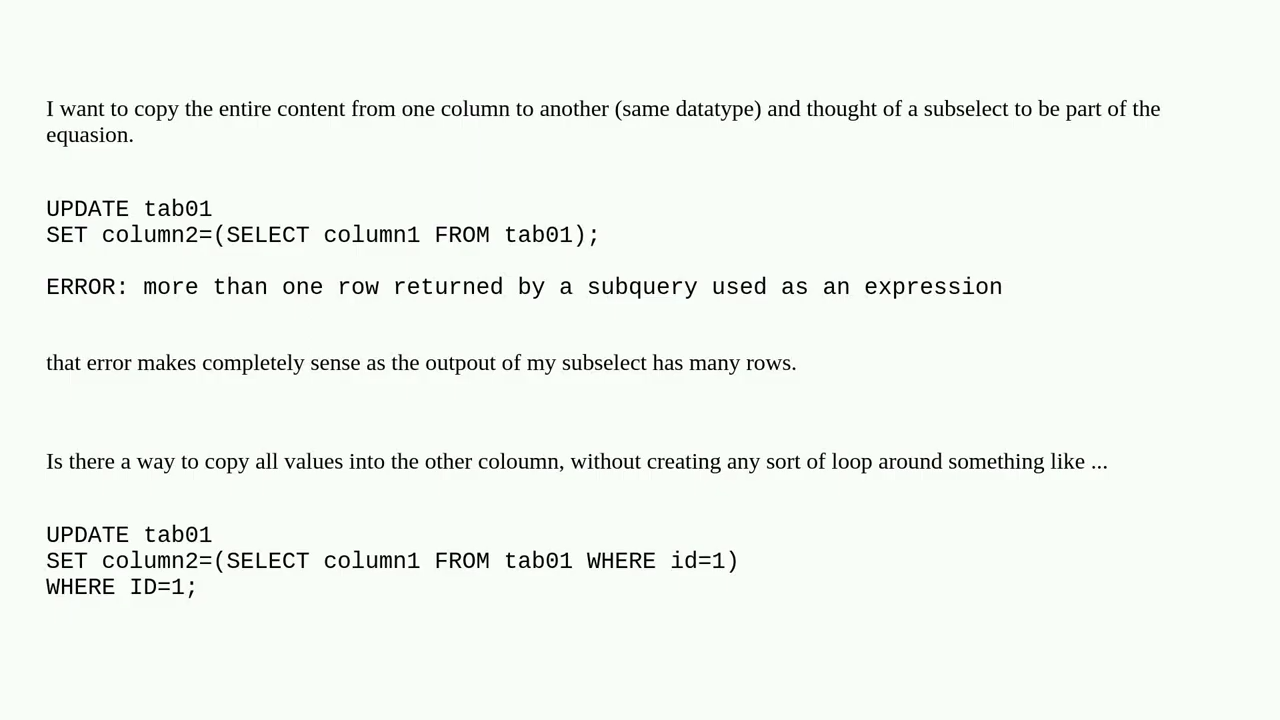 I want to copy the entire content from one column to another (same datatype) and thought of a subselect to be part of the
equasion.
UPDATE tab01
SET column2=(SELECT column1 FROM tab01);
ERROR: more than one row returned by a subquery used as an expression
that error makes completely sense as the outpout of my subselect has many rows.
Is there a way to copy all values into the other coloumn, without creating any sort of loop around something like ...
UPDATE tab01
SET column2=(SELECT column1 FROM tab01 WHERE id=1)
WHERE ID=1;